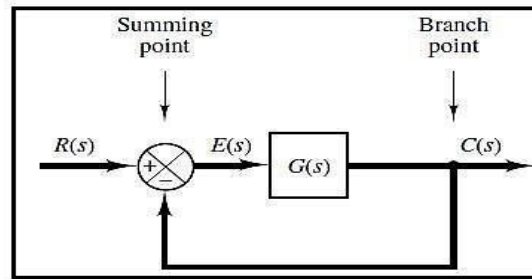 Summing
point
Branch
point
R(s)
+
−
E(s)
G(s)
C(s)